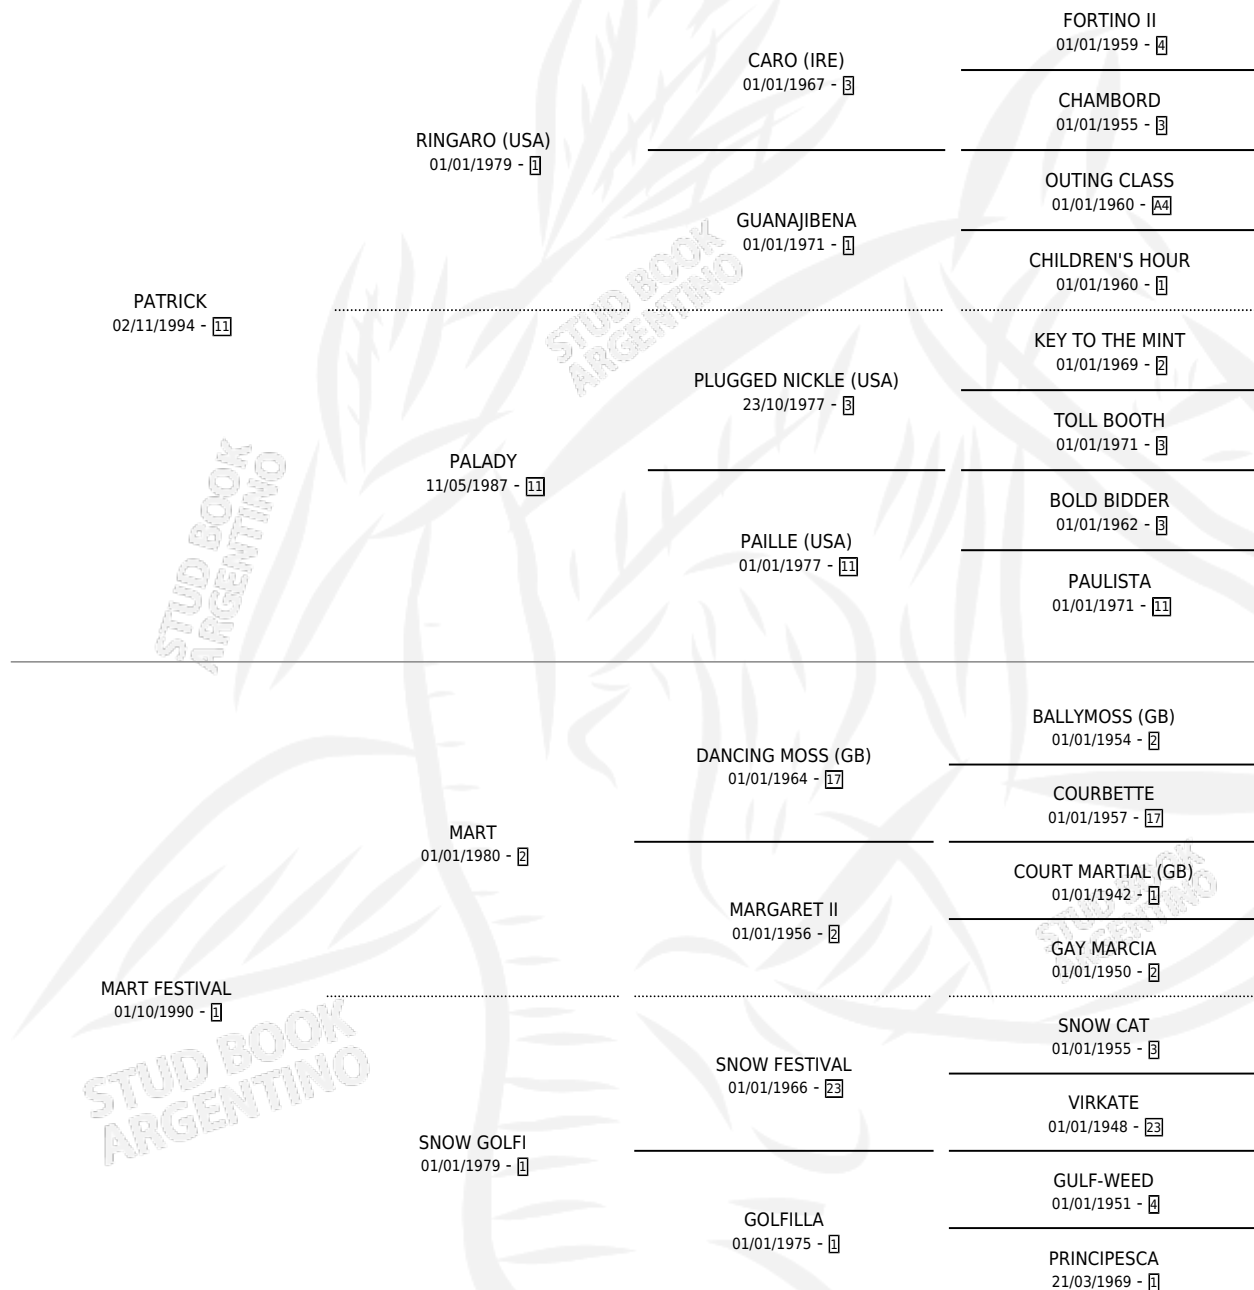 FORTINO II
01/01/1959 - 4
CARO (IRE)
01/01/1967 - 3
CHAMBORD
01/01/1955 - 3
RINGARO (USA)
01/01/1979 - 1
OUTING CLASS
01/01/1960 - A4
GUANAJIBENA
01/01/1971 - 1
CHILDREN'S HOUR
01/01/1960 - 1
PATRICK
02/11/1994 - 11
KEY TO THE MINT
01/01/1969 - 2
PLUGGED NICKLE (USA)
23/10/1977 - 3
TOLL BOOTH
01/01/1971 - 3
PALADY
11/05/1987 - 11
BOLD BIDDER
01/01/1962 - 3
PAILLE (USA)
01/01/1977 - 11
PAULISTA
01/01/1971 - 11
BALLYMOSS (GB)
01/01/1954 - 2
DANCING MOSS (GB)
01/01/1964 - 17
COURBETTE
01/01/1957 - 17
MART
01/01/1980 - 2
COURT MARTIAL (GB)
01/01/1942 - 1
MARGARET II
01/01/1956 - 2
GAY MARCIA
01/01/1950 - 2
MART FESTIVAL
01/10/1990 - 1
SNOW CAT
01/01/1955 - 3
SNOW FESTIVAL
01/01/1966 - 23
VIRKATE
01/01/1948 - 23
SNOW GOLFI
01/01/1979 - 1
GULF-WEED
01/01/1951 - 4
GOLFILLA
01/01/1975 - 1
PRINCIPESCA
21/03/1969 - 1
STUD BOOK
ARGENTINO
STUD BOOK
ARGENTINO
STUD BOOK
ARGENTINO
STUD BOOK
ARGENTINO